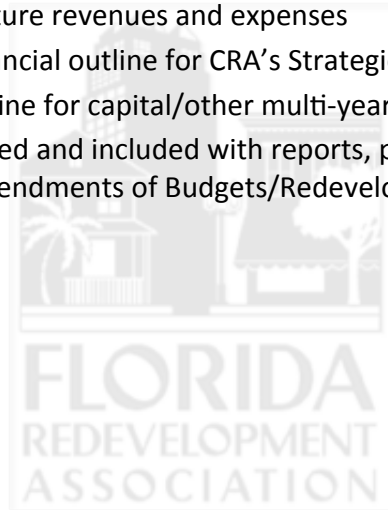 ture revenues and expenses
ncial outline for CRA's Strategi
ine for capital/other multi-year
ed and included with reports, p
endments of Budgets/Redevelo
FLORIDA
REDEVELOPMENT
ASSOCIATION